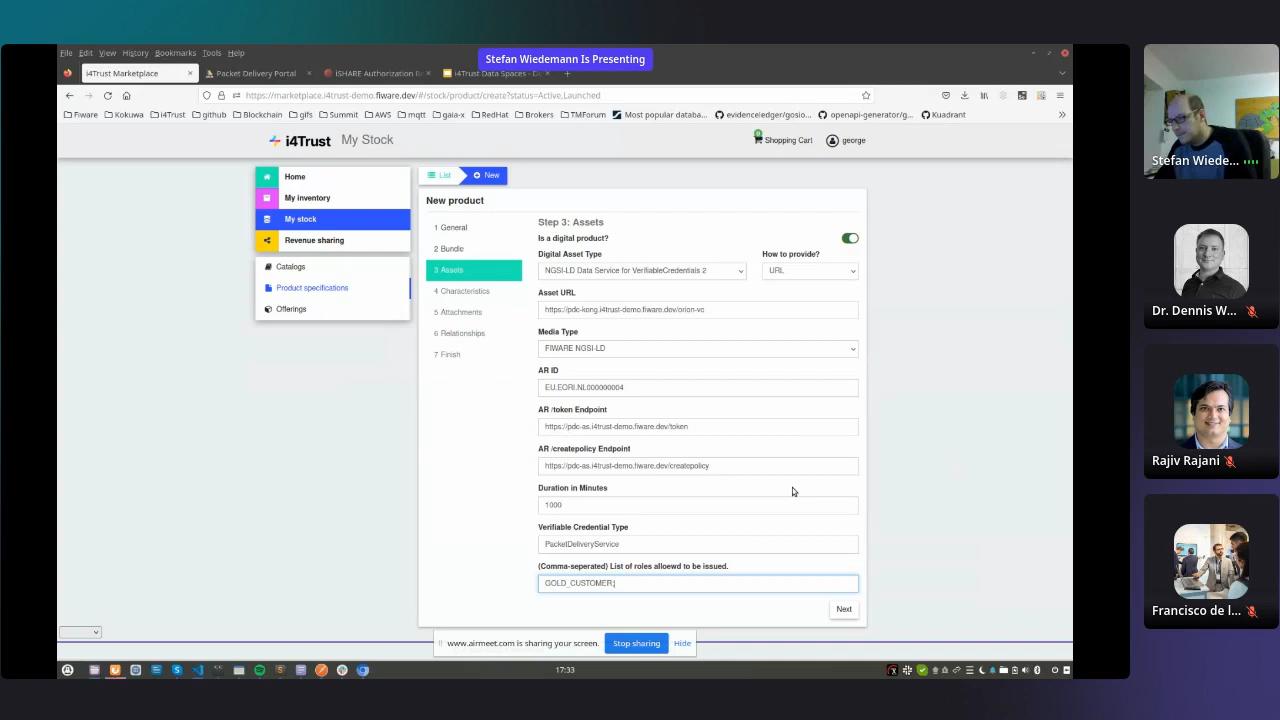 Stefan Wiedemann Is Presenting
File Edit View History Bookmarks Tools Help
i4Trust Marketplace
Packet Delivery Portal
iSHARE Authorization R
i4Trust Data Spaces - De
https://marketplace.i4trust-demo.fiware.dev/#/stock/product/create?status=Active,Launched
Fiware Kokuwa i4Trust github Blockchain gifs Summit AWS mqtt gaia-x RedHat Brokers TMForum Most popular databa... evidenceledger/gosio... openapi-generator/g... Kuadrant
i4Trust My Stock
Shopping Cart george
Home
My inventory
My stock
Revenue sharing
Catalogs
Product specifications
Offerings
List New
New product
1 General
2 Bundle
3 Assets
4 Characteristics
5 Attachments
6 Relationships
7 Finish
Step 3: Assets
Is a digital product?
Digital Asset Type How to provide?
NGSI-LD Data Service for VerifiableCredentials 2 URL
Asset URL
https://pdc-kong.i4trust-demo.fiware.dev/orion-vc
Media Type
FIWARE NGSI-LD
AR ID
EU.EORI.NL000000004
AR /token Endpoint
https://pdc-as.i4trust-demo.fiware.dev/token
AR /createpolicy Endpoint
https://pdc-as.i4trust-demo.fiware.dev/createpolicy
Duration in Minutes
1000
Verifiable Credential Type
PacketDeliveryService
(Comma-seperated) List of roles alloewd to be issued.
GOLD_CUSTOMER
Next
www.airmeet.com is sharing your screen. Stop sharing Hide
17:33
Stefan Wiede...
Dr. Dennis W...
Rajiv Rajani
Francisco de l...